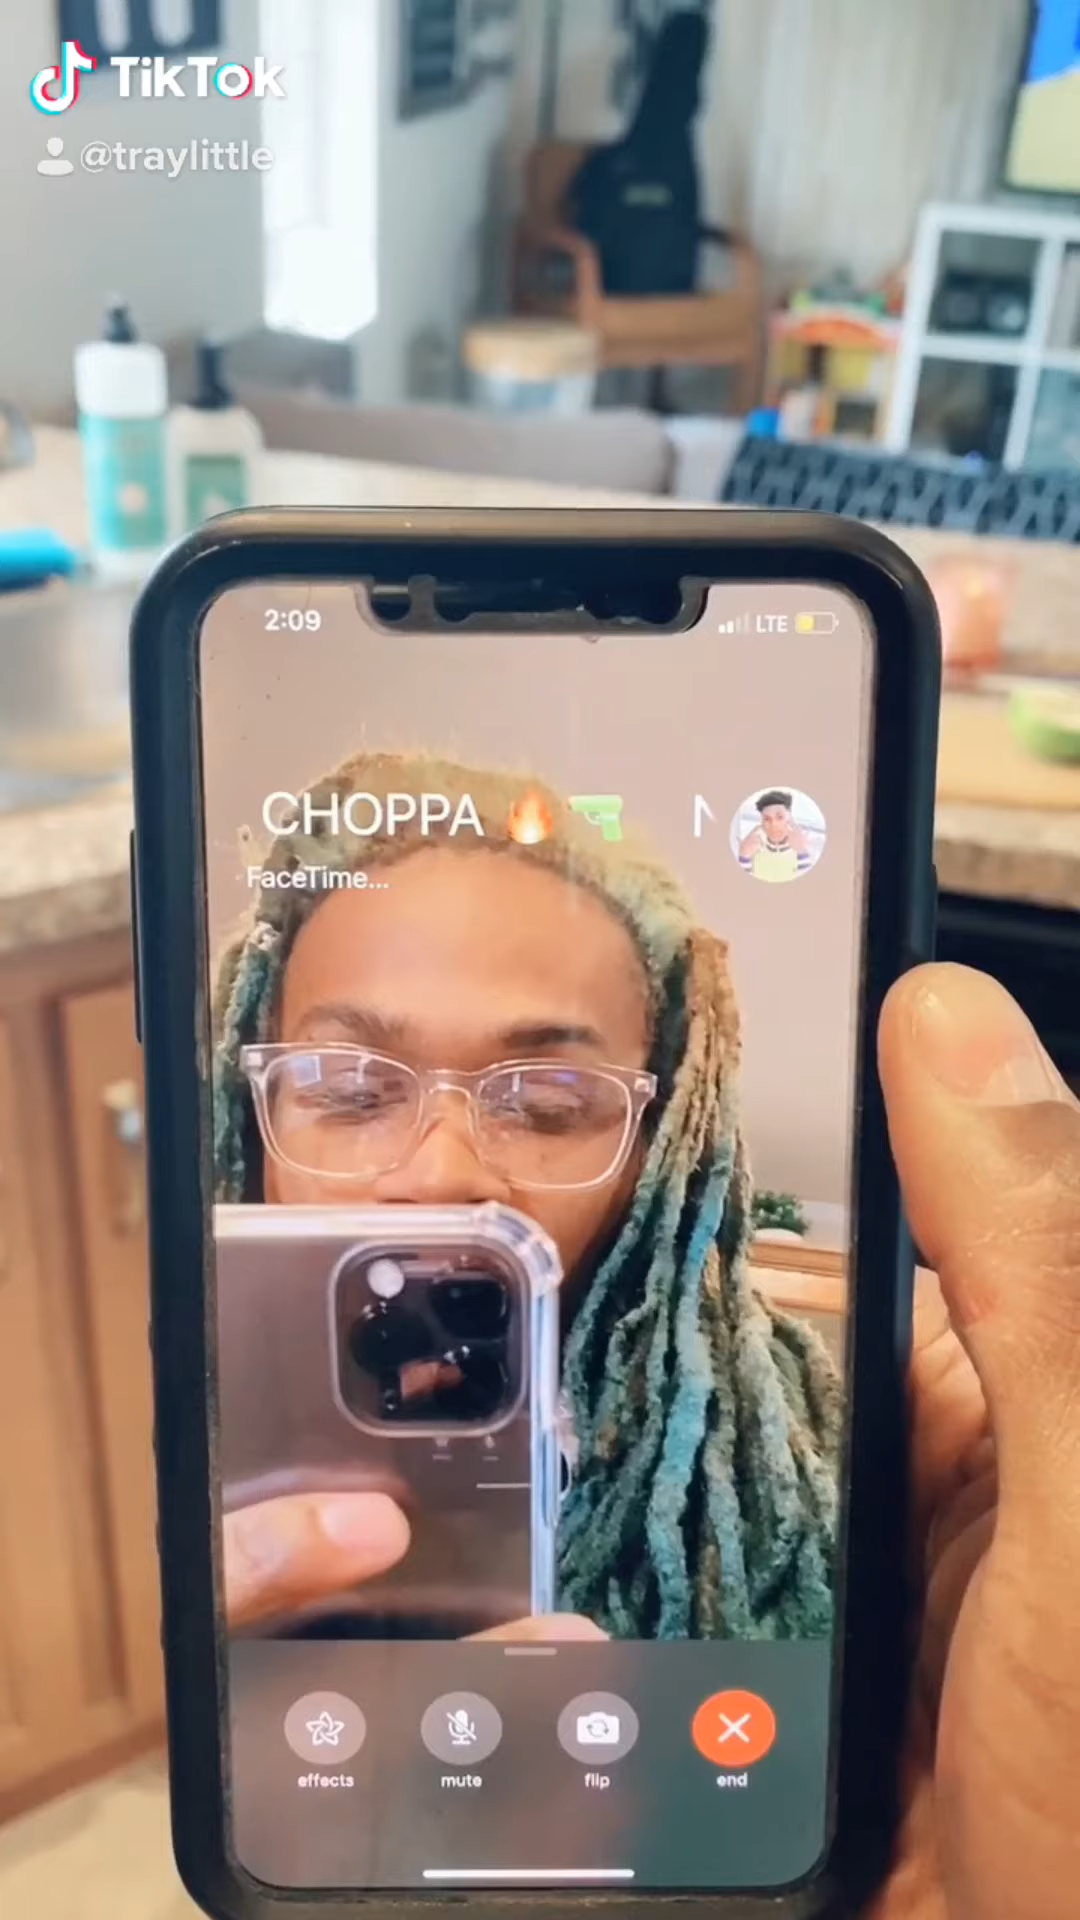 TikTok
@traylittle
2:09
LTE
CHOPPA 🔥 🔫
FaceTime...
effects
mute
flip
end